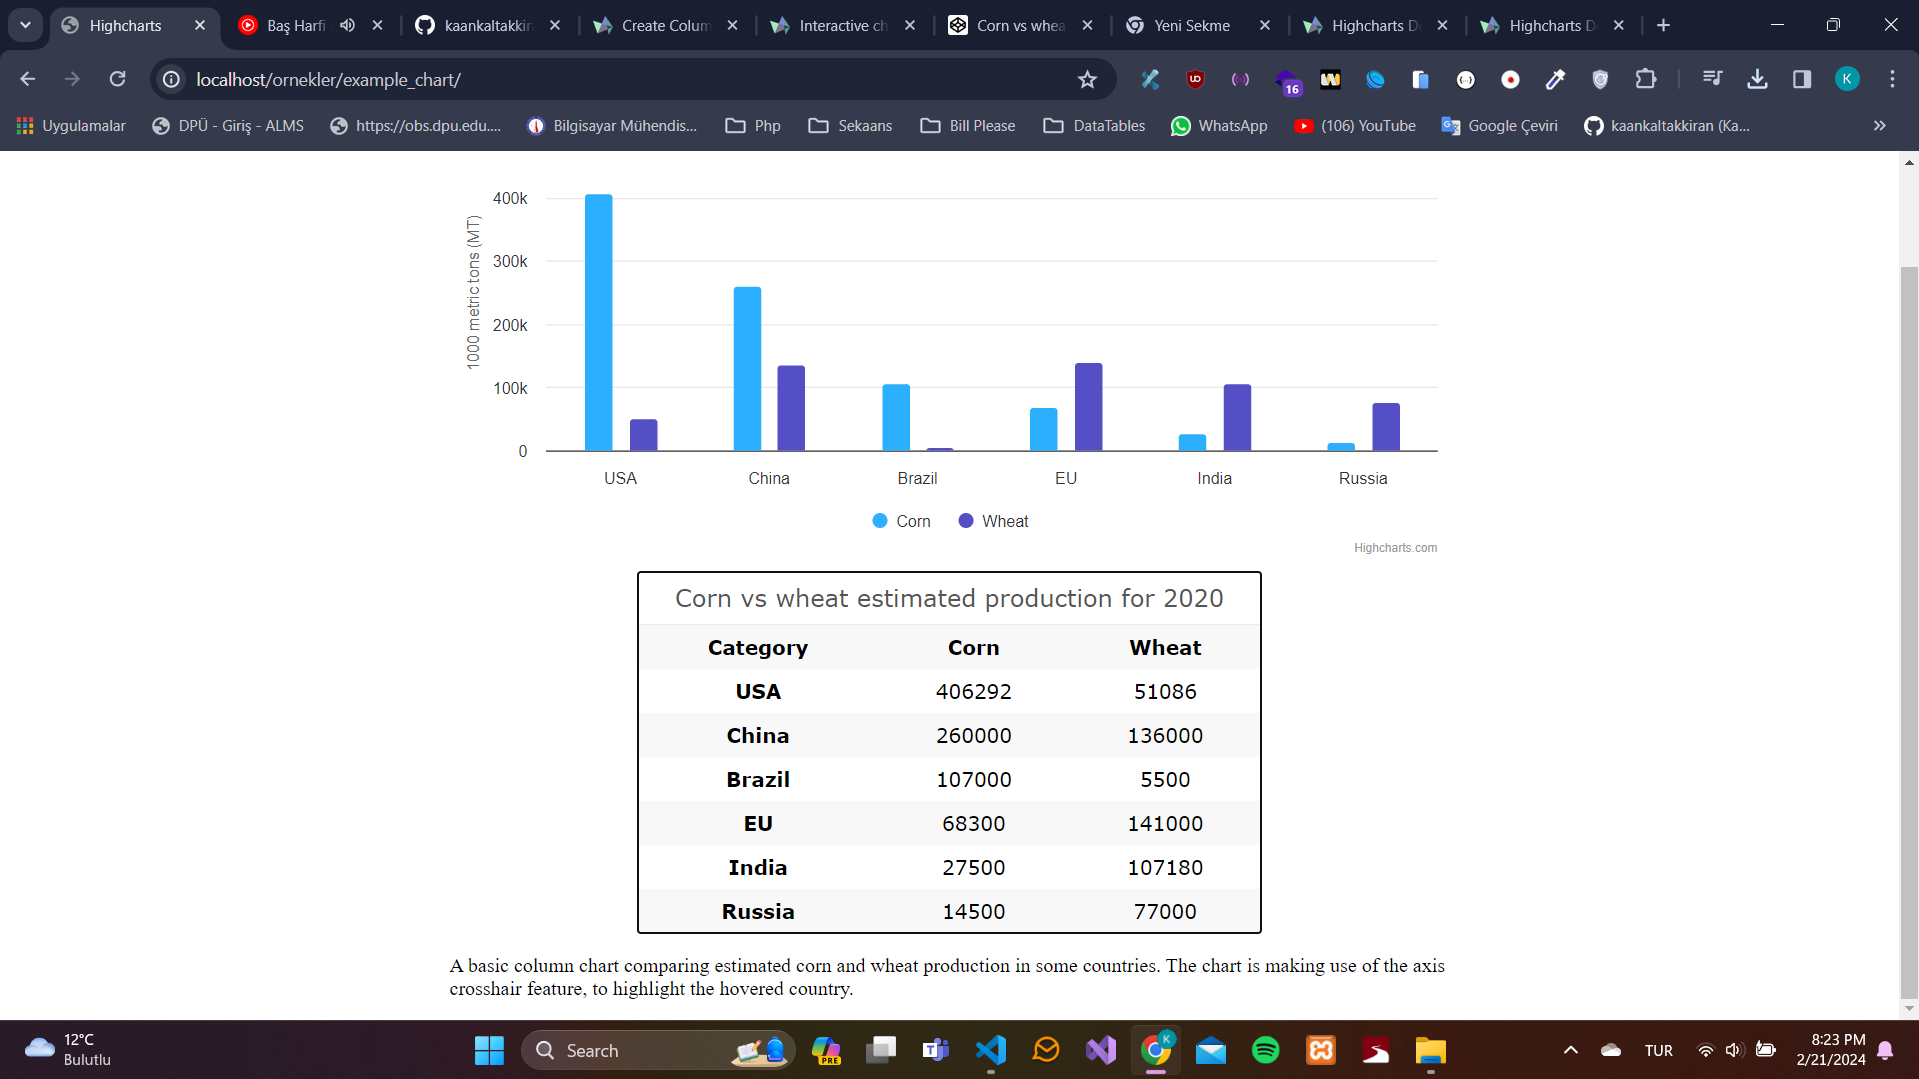 Highcharts
Baş Harfi
kaankaltakkır
Create Colum
Interactive ch
Corn vs whea
Yeni Sekme
Highcharts D
Highcharts D
localhost/ornekler/example_chart/
16
K
Uygulamalar
DPÜ - Giriş - ALMS
https://obs.dpu.edu....
Bilgisayar Mühendis...
Php
Sekaans
Bill Please
DataTables
WhatsApp
(106) YouTube
Google Çeviri
kaankaltakkiran (Ka...
1000 metric tons (MT)
400k
300k
200k
100k
0
USA China Brazil EU India Russia
Corn Wheat
Highcharts.com
Corn vs wheat estimated production for 2020
Category Corn Wheat
USA 406292 51086
China 260000 136000
Brazil 107000 5500
EU 68300 141000
India 27500 107180
Russia 14500 77000
A basic column chart comparing estimated corn and wheat production in some countries. The chart is making use of the axis
crosshair feature, to highlight the hovered country.
12°C
Bulutlu
Search
PRE
K
TUR
8:23 PM
2/21/2024